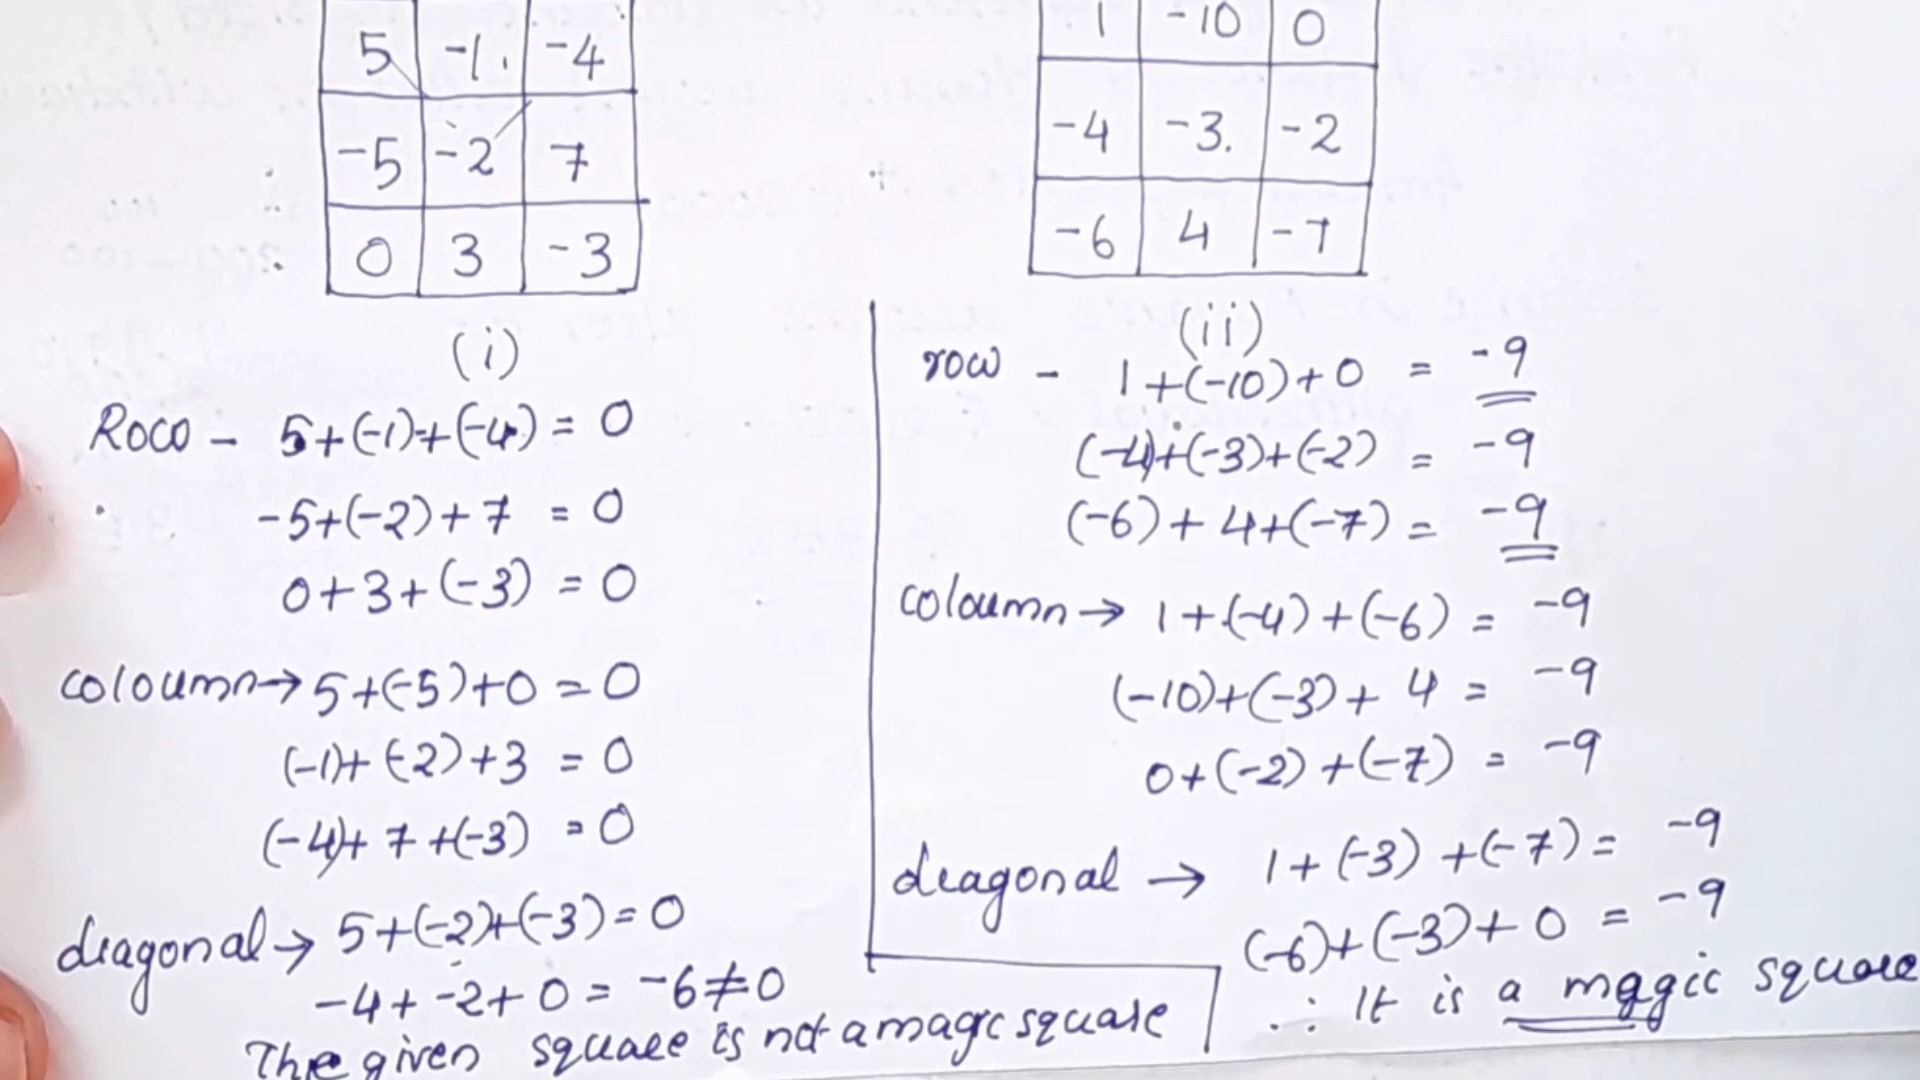 5 -1 -4
-5 -2 7
0 3 -3
(i)
Row - 5+(-1)+(-4) = 0
-5+(-2)+7 = 0
0+3+(-3) = 0
coloumn→ 5+(-5)+0 = 0
(-1)+(-2)+3 = 0
(-4)+7+(-3) = 0
diagonal→ 5+(-2)+(-3) = 0
-4+-2+0 = -6≠0
The given square is not a magic square
1 -10 0
-4 -3 -2
-6 4 -7
(ii)
row - 1+(-10)+0 = -9
(-4)+(-3)+(-2) = -9
(-6)+4+(-7) = -9
coloumn→ 1+(-4)+(-6) = -9
(-10)+(-3)+4 = -9
0+(-2)+(-7) = -9
diagonal → 1+(-3)+(-7) = -9
(-6)+(-3)+0 = -9
∴ It is a magic square